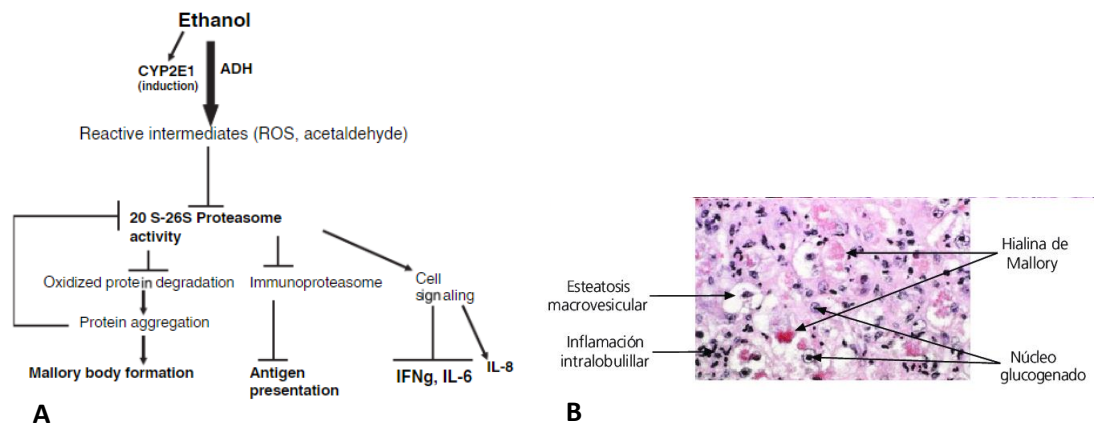 Ethanol
CYP2E1
(induction)
ADH
Reactive intermediates (ROS, acetaldehyde)
20 S-26S Proteasome
activity
Oxidized protein degradation
Immunoproteasome
Cell
signaling
Protein aggregation
Mallory body formation
Antigen
presentation
IFNg, IL-6
IL-8
A
Esteatosis
macrovesicular
Inflamación
intralobulillar
Hialina de
Mallory
Núcleo
glucogenado
B